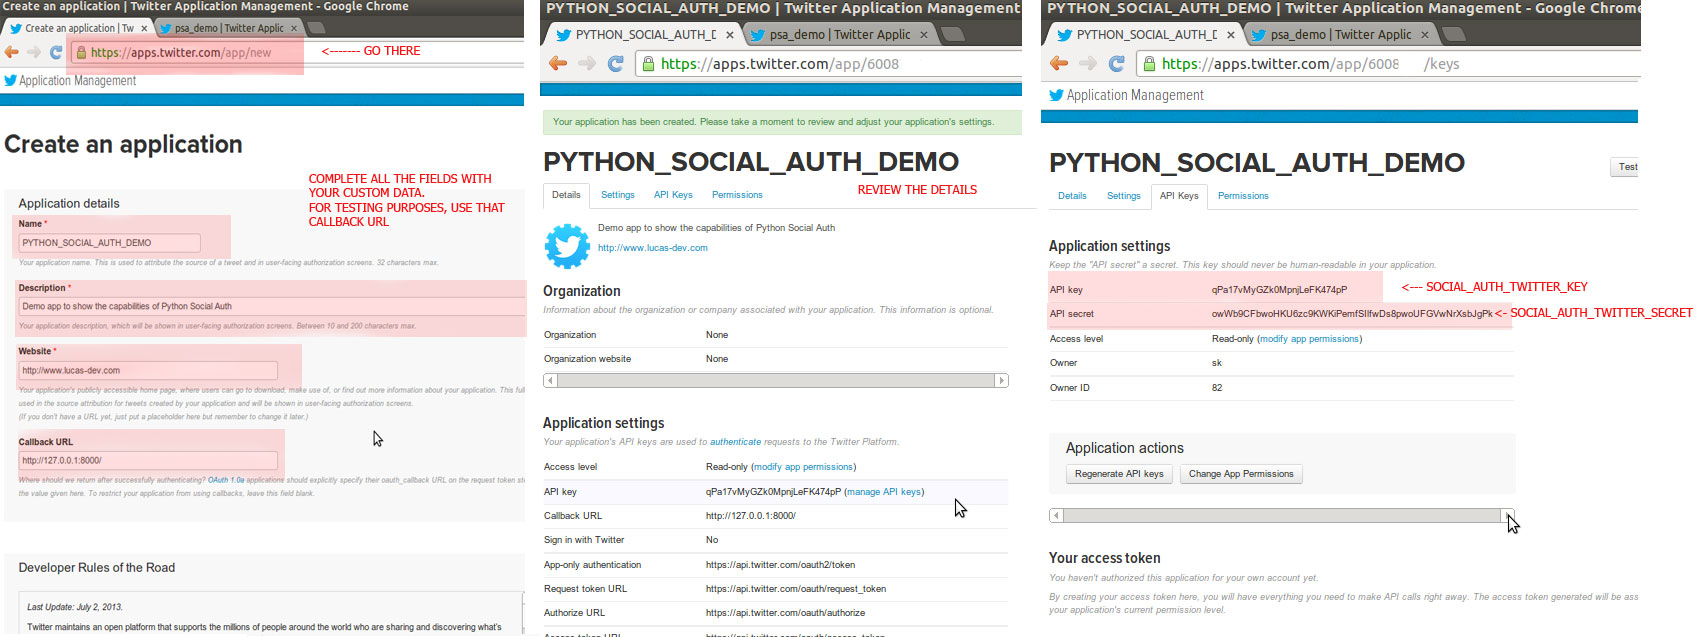 Create an application | Twitter Application Management - Google Chrome
Create an application | Tw
psa_demo | Twitter Applic
https://apps.twitter.com/app/new
<------- GO THERE
Application Management
Create an application
COMPLETE ALL THE FIELDS WITH
YOUR CUSTOM DATA.
FOR TESTING PURPOSES, USE THAT
CALLBACK URL
Application details
Name *
PYTHON_SOCIAL_AUTH_DEMO
Your application name. This is used to attribute the source of a tweet and in user-facing authorization screens. 32 characters max.
Description *
Demo app to show the capabilities of Python Social Auth
Your application description, which will be shown in user-facing authorization screens. Between 10 and 200 characters max.
Website *
http://www.lucas-dev.com
Your application's publicly accessible home page, where users can go to download, make use of, or find out more information about your application. This full
used in the source attribution for tweets created by your application and will be shown in user-facing authorization screens.
(If you don't have a URL yet, just put a placeholder here but remember to change it later.)
Callback URL
http://127.0.0.1:8000/
Where should we return after successfully authenticating? OAuth 1.0a applications should explicitly specify their oauth_callback URL on the request token st
the value given here. To restrict your application from using callbacks, leave this field blank.
Developer Rules of the Road
Last Update: July 2, 2013.
Twitter maintains an open platform that supports the millions of people around the world who are sharing and discovering what's
PYTHON_SOCIAL_AUTH_DEMO | Twitter Application Management
PYTHON_SOCIAL_AUTH_D
psa_demo | Twitter Applic
https://apps.twitter.com/app/6008
Your application has been created. Please take a moment to review and adjust your application's settings.
PYTHON_SOCIAL_AUTH_DEMO
Details Settings API Keys Permissions
REVIEW THE DETAILS
Demo app to show the capabilities of Python Social Auth
http://www.lucas-dev.com
Organization
Information about the organization or company associated with your application. This information is optional.
Organization None
Organization website None
Application settings
Your application's API keys are used to authenticate requests to the Twitter Platform.
Access level Read-only (modify app permissions)
API key qPa17vMyGZk0MpnjLeFK474pP (manage API keys)
Callback URL http://127.0.0.1:8000/
Sign in with Twitter No
App-only authentication https://api.twitter.com/oauth2/token
Request token URL https://api.twitter.com/oauth/request_token
Authorize URL https://api.twitter.com/oauth/authorize
Access token URL https://api.twitter.com/oauth/access_token
PYTHON_SOCIAL_AUTH_DEMO | Twitter Application Management - Google Chrome
PYTHON_SOCIAL_AUTH_D
psa_demo | Twitter Applic
https://apps.twitter.com/app/6008 /keys
Application Management
PYTHON_SOCIAL_AUTH_DEMO
Test
Details Settings API Keys Permissions
Application settings
Keep the "API secret" a secret. This key should never be human-readable in your application.
API key qPa17vMyGZk0MpnjLeFK474pP <--- SOCIAL_AUTH_TWITTER_KEY
API secret owWb9CFbwoHKU6zc9KWKiPemfSIlfwDs8pwoUFGVwNrXsbJgPk <- SOCIAL_AUTH_TWITTER_SECRET
Access level Read-only (modify app permissions)
Owner sk
Owner ID 82
Application actions
Regenerate API keys Change App Permissions
Your access token
You haven't authorized this application for your own account yet.
By creating your access token here, you will have everything you need to make API calls right away. The access token generated will be ass
your application's current permission level.